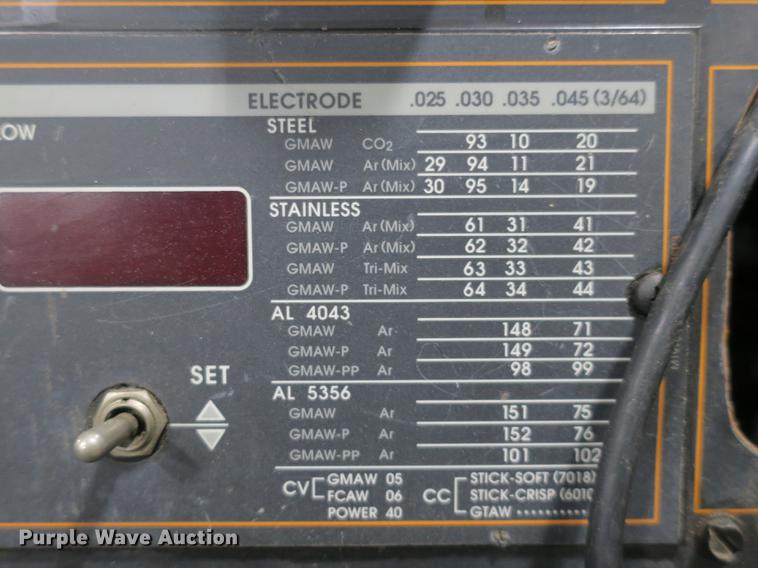 ELECTRODE .025 .030 .035 .045 (3/64)
LOW
STEEL
GMAW CO2 93 10 20
GMAW Ar (Mix) 29 94 11 21
GMAW-P Ar (Mix) 30 95 14 19
STAINLESS
GMAW Ar (Mix) 61 31 41
GMAW-P Ar (Mix) 62 32 42
GMAW Tri-Mix 63 33 43
GMAW-P Tri-Mix 64 34 44
AL 4043
GMAW Ar 148 71
GMAW-P Ar 149 72
GMAW-PP Ar 98 99
SET
AL 5356
GMAW Ar 151 75
GMAW-P Ar 152 76
GMAW-PP Ar 101 102
CV GMAW 05
FCAW 06
POWER 40
CC STICK-SOFT (7018)
STICK-CRISP (6010
GTAW
Purple Wave Auction